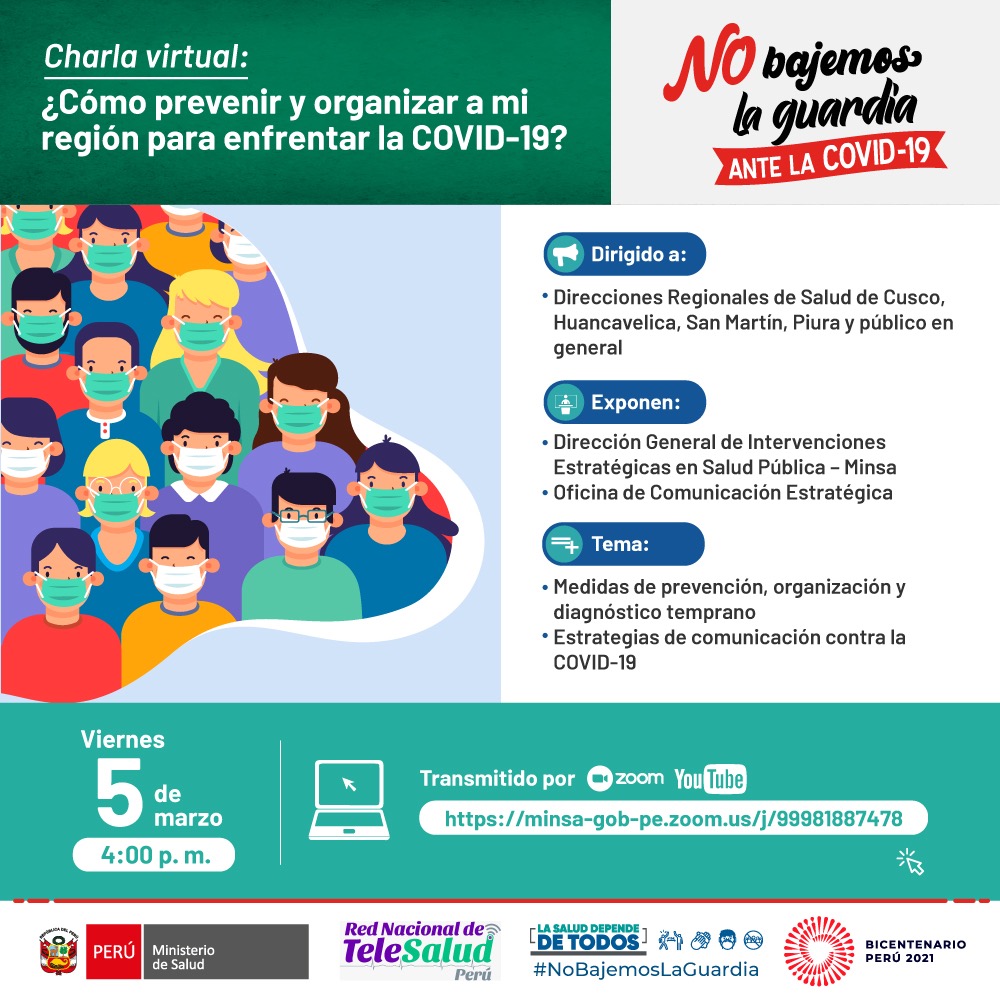 Charla virtual:
¿Cómo prevenir y organizar a mi
región para enfrentar la COVID-19?
NO bajemos
la guardia
ANTE LA COVID-19
Dirigido a:
• Direcciones Regionales de Salud de Cusco,
Huancavelica, San Martín, Piura y público en
general
Exponen:
• Dirección General de Intervenciones
Estratégicas en Salud Pública – Minsa
• Oficina de Comunicación Estratégica
Tema:
• Medidas de prevención, organización y
diagnóstico temprano
• Estrategias de comunicación contra la
COVID-19
Viernes
5 de
marzo
4:00 p. m.
Transmitido por zoom YouTube
https://minsa-gob-pe.zoom.us/j/99981887478
REPÚBLICA DEL PERÚ
PERÚ
Ministerio
de Salud
Red Nacional de
TeleSalud
Perú
LA SALUD DEPENDE
DE TODOS
#NoBajemosLaGuardia
BICENTENARIO
PERÚ 2021